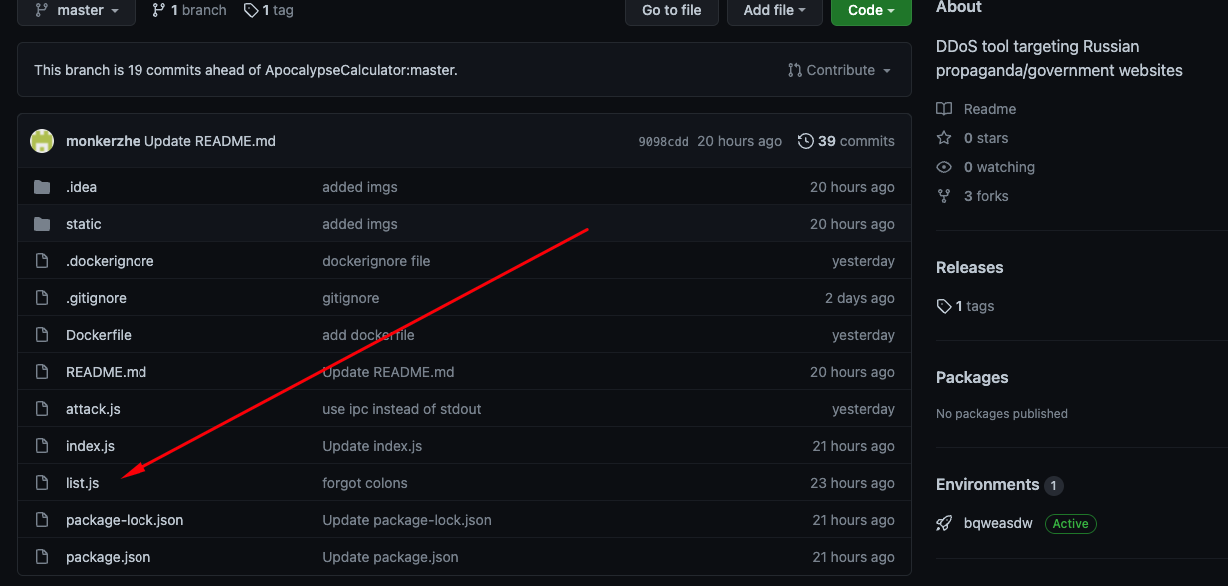 master
1 branch
1 tag
Go to file
Add file
Code
This branch is 19 commits ahead of ApocalypseCalculator:master.
Contribute
monkerzhe Update README.md
9098cdd 20 hours ago
39 commits
.idea added imgs 20 hours ago
static added imgs 20 hours ago
.dockerignore dockerignore file yesterday
.gitignore gitignore 2 days ago
Dockerfile add dockerfile yesterday
README.md Update README.md 20 hours ago
attack.js use ipc instead of stdout yesterday
index.js Update index.js 21 hours ago
list.js forgot colons 23 hours ago
package-lock.json Update package-lock.json 21 hours ago
package.json Update package.json 21 hours ago
About
DDoS tool targeting Russian
propaganda/government websites
Readme
0 stars
0 watching
3 forks
Releases
1 tags
Packages
No packages published
Environments 1
bqweasdw Active